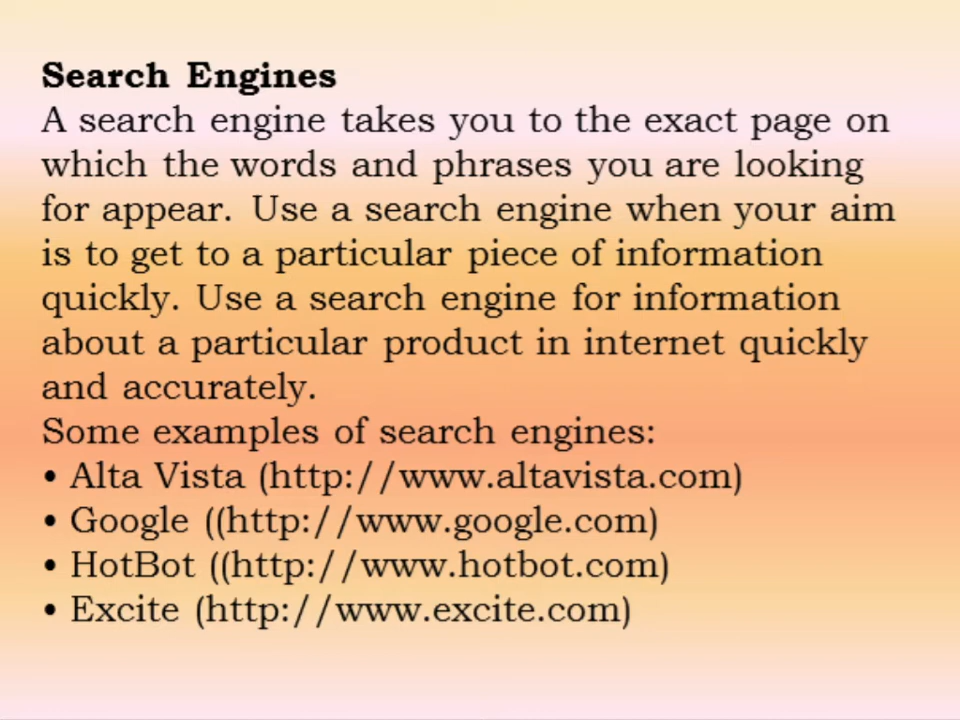 Search Engines
A search engine takes you to the exact page on
which the words and phrases you are looking
for appear. Use a search engine when your aim
is to get to a particular piece of information
quickly. Use a search engine for information
about a particular product in internet quickly
and accurately.
Some examples of search engines:
• Alta Vista (http://www.altavista.com)
• Google ((http://www.google.com)
• HotBot ((http://www.hotbot.com)
• Excite (http://www.excite.com)